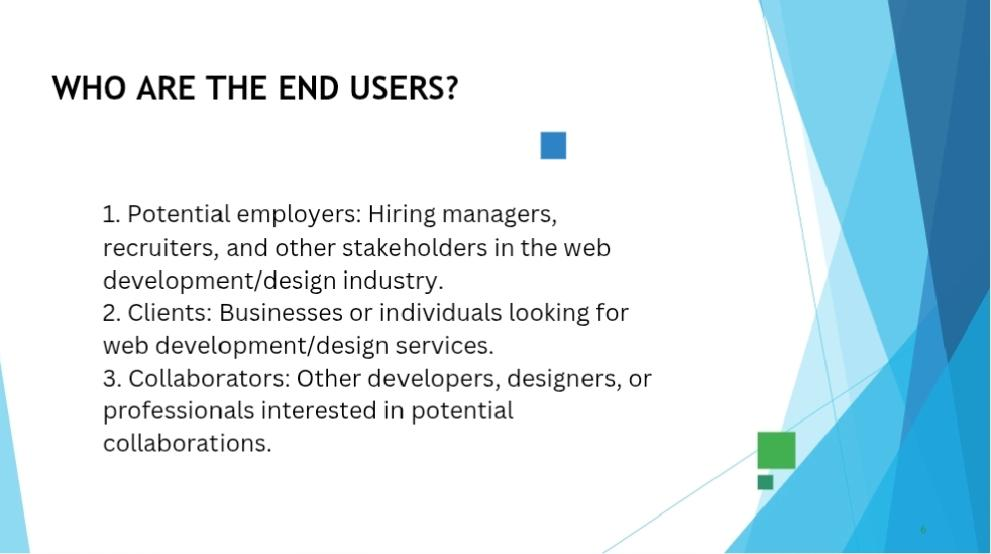 WHO ARE THE END USERS?
1. Potential employers: Hiring managers,
recruiters, and other stakeholders in the web
development/design industry.
2. Clients: Businesses or individuals looking for
web development/design services.
3. Collaborators: Other developers, designers, or
professionals interested in potential
collaborations.
6